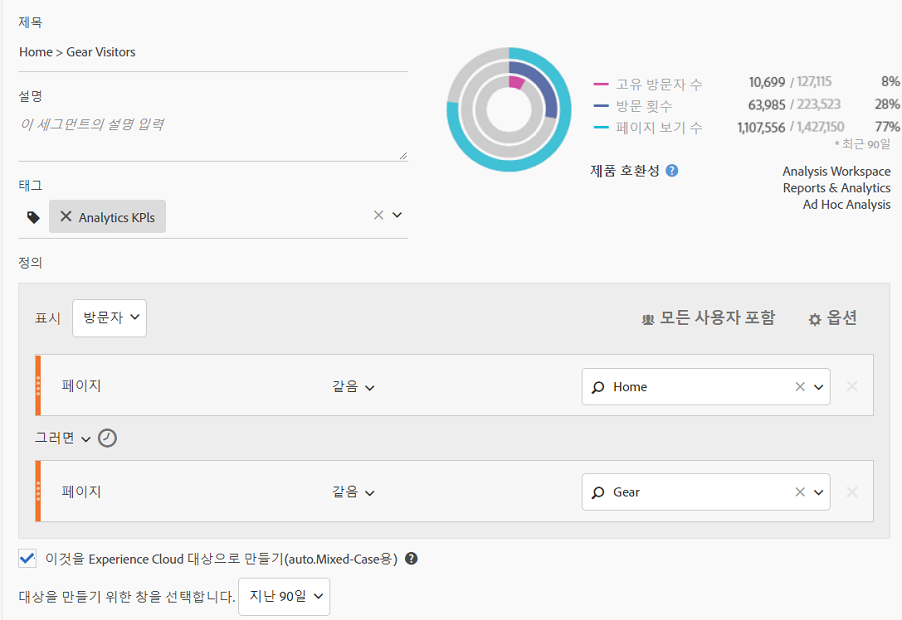 제목
Home > Gear Visitors
설명
이 세그먼트의 설명 입력
태그
Analytics KPIs
고유 방문자 수 10,699 / 127,115 8%
방문 횟수 63,985 / 223,523 28%
페이지 보기 수 1,107,556 / 1,427,150 77%
* 최근 90일
제품 호환성 ? Analysis Workspace
Reports & Analytics
Ad Hoc Analysis
정의
표시 방문자 모든 사용자 포함 옵션
페이지 같음 Home
그러면
페이지 같음 Gear
이것을 Experience Cloud 대상으로 만들기(auto.Mixed-Case용) ?
대상을 만들기 위한 창을 선택합니다. 지난 90일